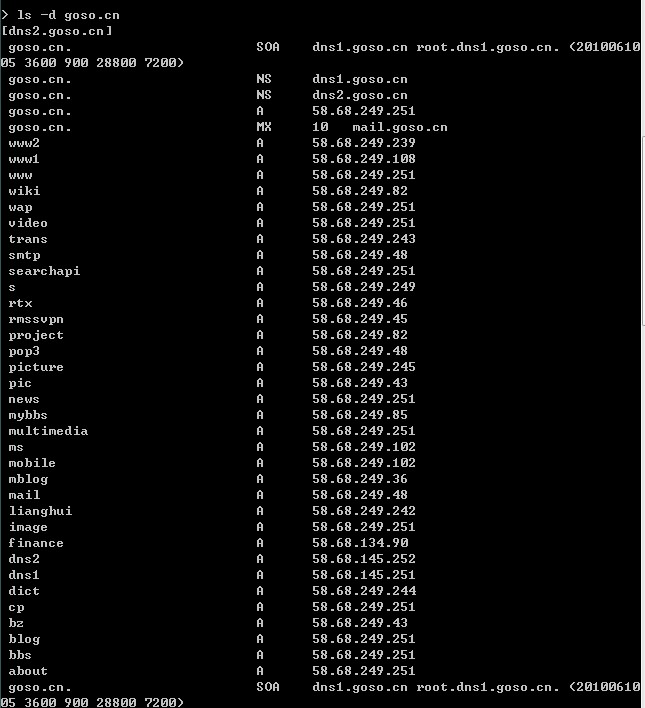 > ls -d goso.cn
[dns2.goso.cn]
goso.cn. SOA dns1.goso.cn root.dns1.goso.cn. (20100610
05 3600 900 28800 7200)
goso.cn. NS dns1.goso.cn
goso.cn. NS dns2.goso.cn
goso.cn. A 58.68.249.251
goso.cn. MX 10 mail.goso.cn
www2 A 58.68.249.239
www1 A 58.68.249.108
www A 58.68.249.251
wiki A 58.68.249.82
wap A 58.68.249.251
video A 58.68.249.251
trans A 58.68.249.243
smtp A 58.68.249.48
searchapi A 58.68.249.251
s A 58.68.249.249
rtx A 58.68.249.46
rmssvpn A 58.68.249.45
project A 58.68.249.82
pop3 A 58.68.249.48
picture A 58.68.249.245
pic A 58.68.249.43
news A 58.68.249.251
mybbs A 58.68.249.85
multimedia A 58.68.249.251
ms A 58.68.249.102
mobile A 58.68.249.102
mblog A 58.68.249.36
mail A 58.68.249.48
lianghui A 58.68.249.242
image A 58.68.249.251
finance A 58.68.134.90
dns2 A 58.68.145.252
dns1 A 58.68.145.251
dict A 58.68.249.244
cp A 58.68.249.251
bz A 58.68.249.43
blog A 58.68.249.251
bbs A 58.68.249.251
about A 58.68.249.251
goso.cn. SOA dns1.goso.cn root.dns1.goso.cn. (20100610
05 3600 900 28800 7200)